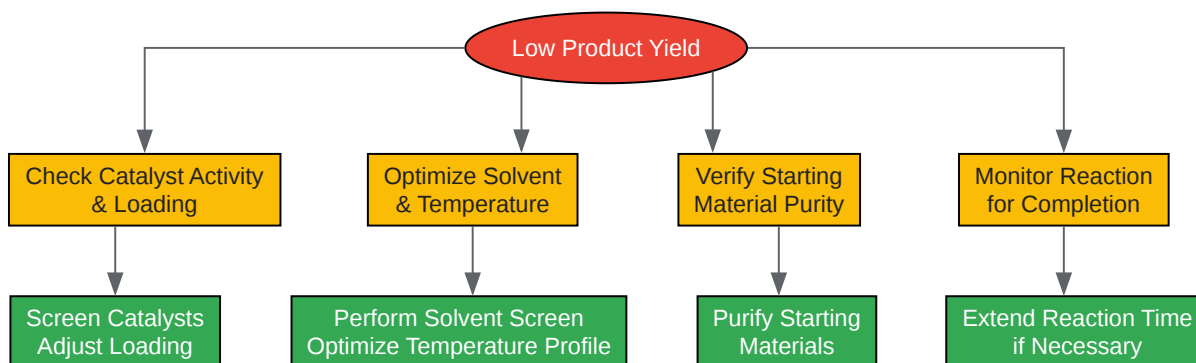 Low Product Yield
Check Catalyst Activity
& Loading
Optimize Solvent
& Temperature
Verify Starting
Material Purity
Monitor Reaction
for Completion
Screen Catalysts
Adjust Loading
Perform Solvent Screen
Optimize Temperature Profile
Purify Starting
Materials
Extend Reaction Time
if Necessary